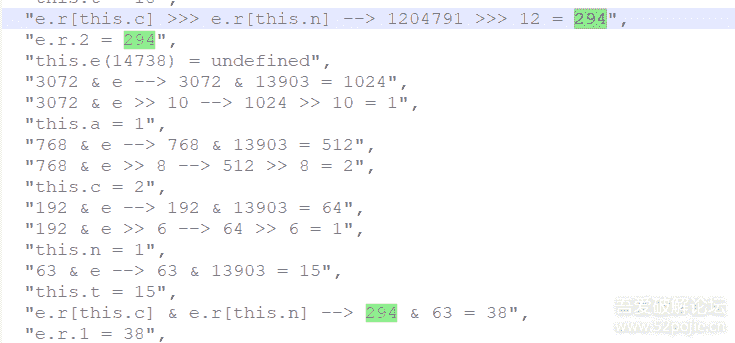 "e.r[this.c] >>> e.r[this.n] --> 1204791 >>> 12 = 294",
"e.r.2 = 294",
"this.e(14738) = undefined",
"3072 & e --> 3072 & 13903 = 1024",
"3072 & e >> 10 --> 1024 >> 10 = 1",
"this.a = 1",
"768 & e --> 768 & 13903 = 512",
"768 & e >> 8 --> 512 >> 8 = 2",
"this.c = 2",
"192 & e --> 192 & 13903 = 64",
"192 & e >> 6 --> 64 >> 6 = 1",
"this.n = 1",
"63 & e --> 63 & 13903 = 15",
"this.t = 15",
"e.r[this.c] & e.r[this.n] --> 294 & 63 = 38",
"e.r.1 = 38",
吾爱破解论坛
www.52pojie.cn